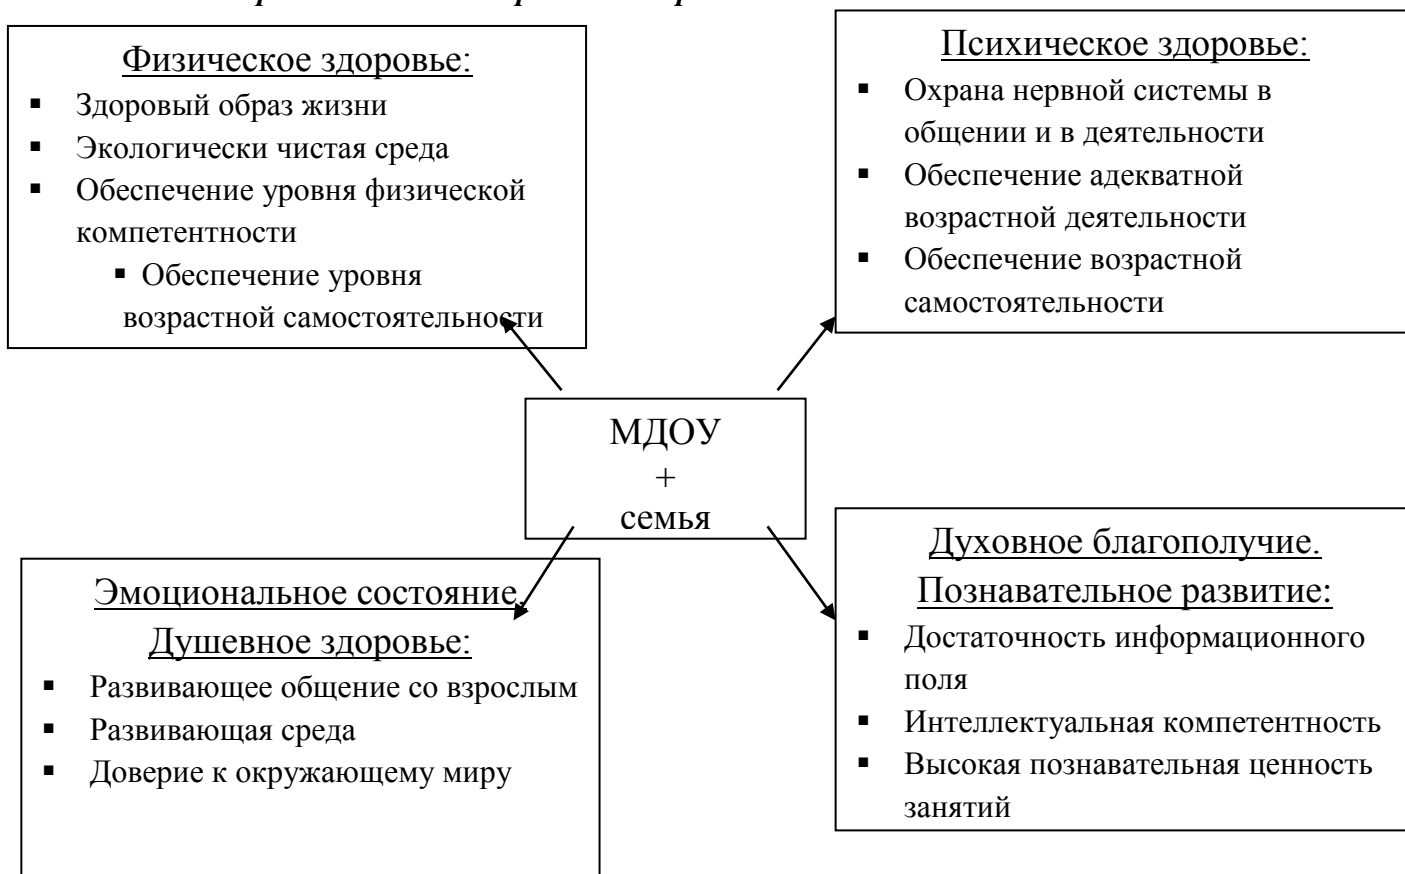 Физическое здоровье:
▪ Здоровый образ жизни
▪ Экологически чистая среда
▪ Обеспечение уровня физической
компетентности
▪ Обеспечение уровня
возрастной самостоятельности
Психическое здоровье:
▪ Охрана нервной системы в
общении и в деятельности
▪ Обеспечение адекватной
возрастной деятельности
▪ Обеспечение возрастной
самостоятельности
МДОУ
+
семья
Эмоциональное состояние.
Душевное здоровье:
▪ Развивающее общение со взрослым
▪ Развивающая среда
▪ Доверие к окружающему миру
Духовное благополучие.
Познавательное развитие:
▪ Достаточность информационного
поля
▪ Интеллектуальная компетентность
▪ Высокая познавательная ценность
занятий